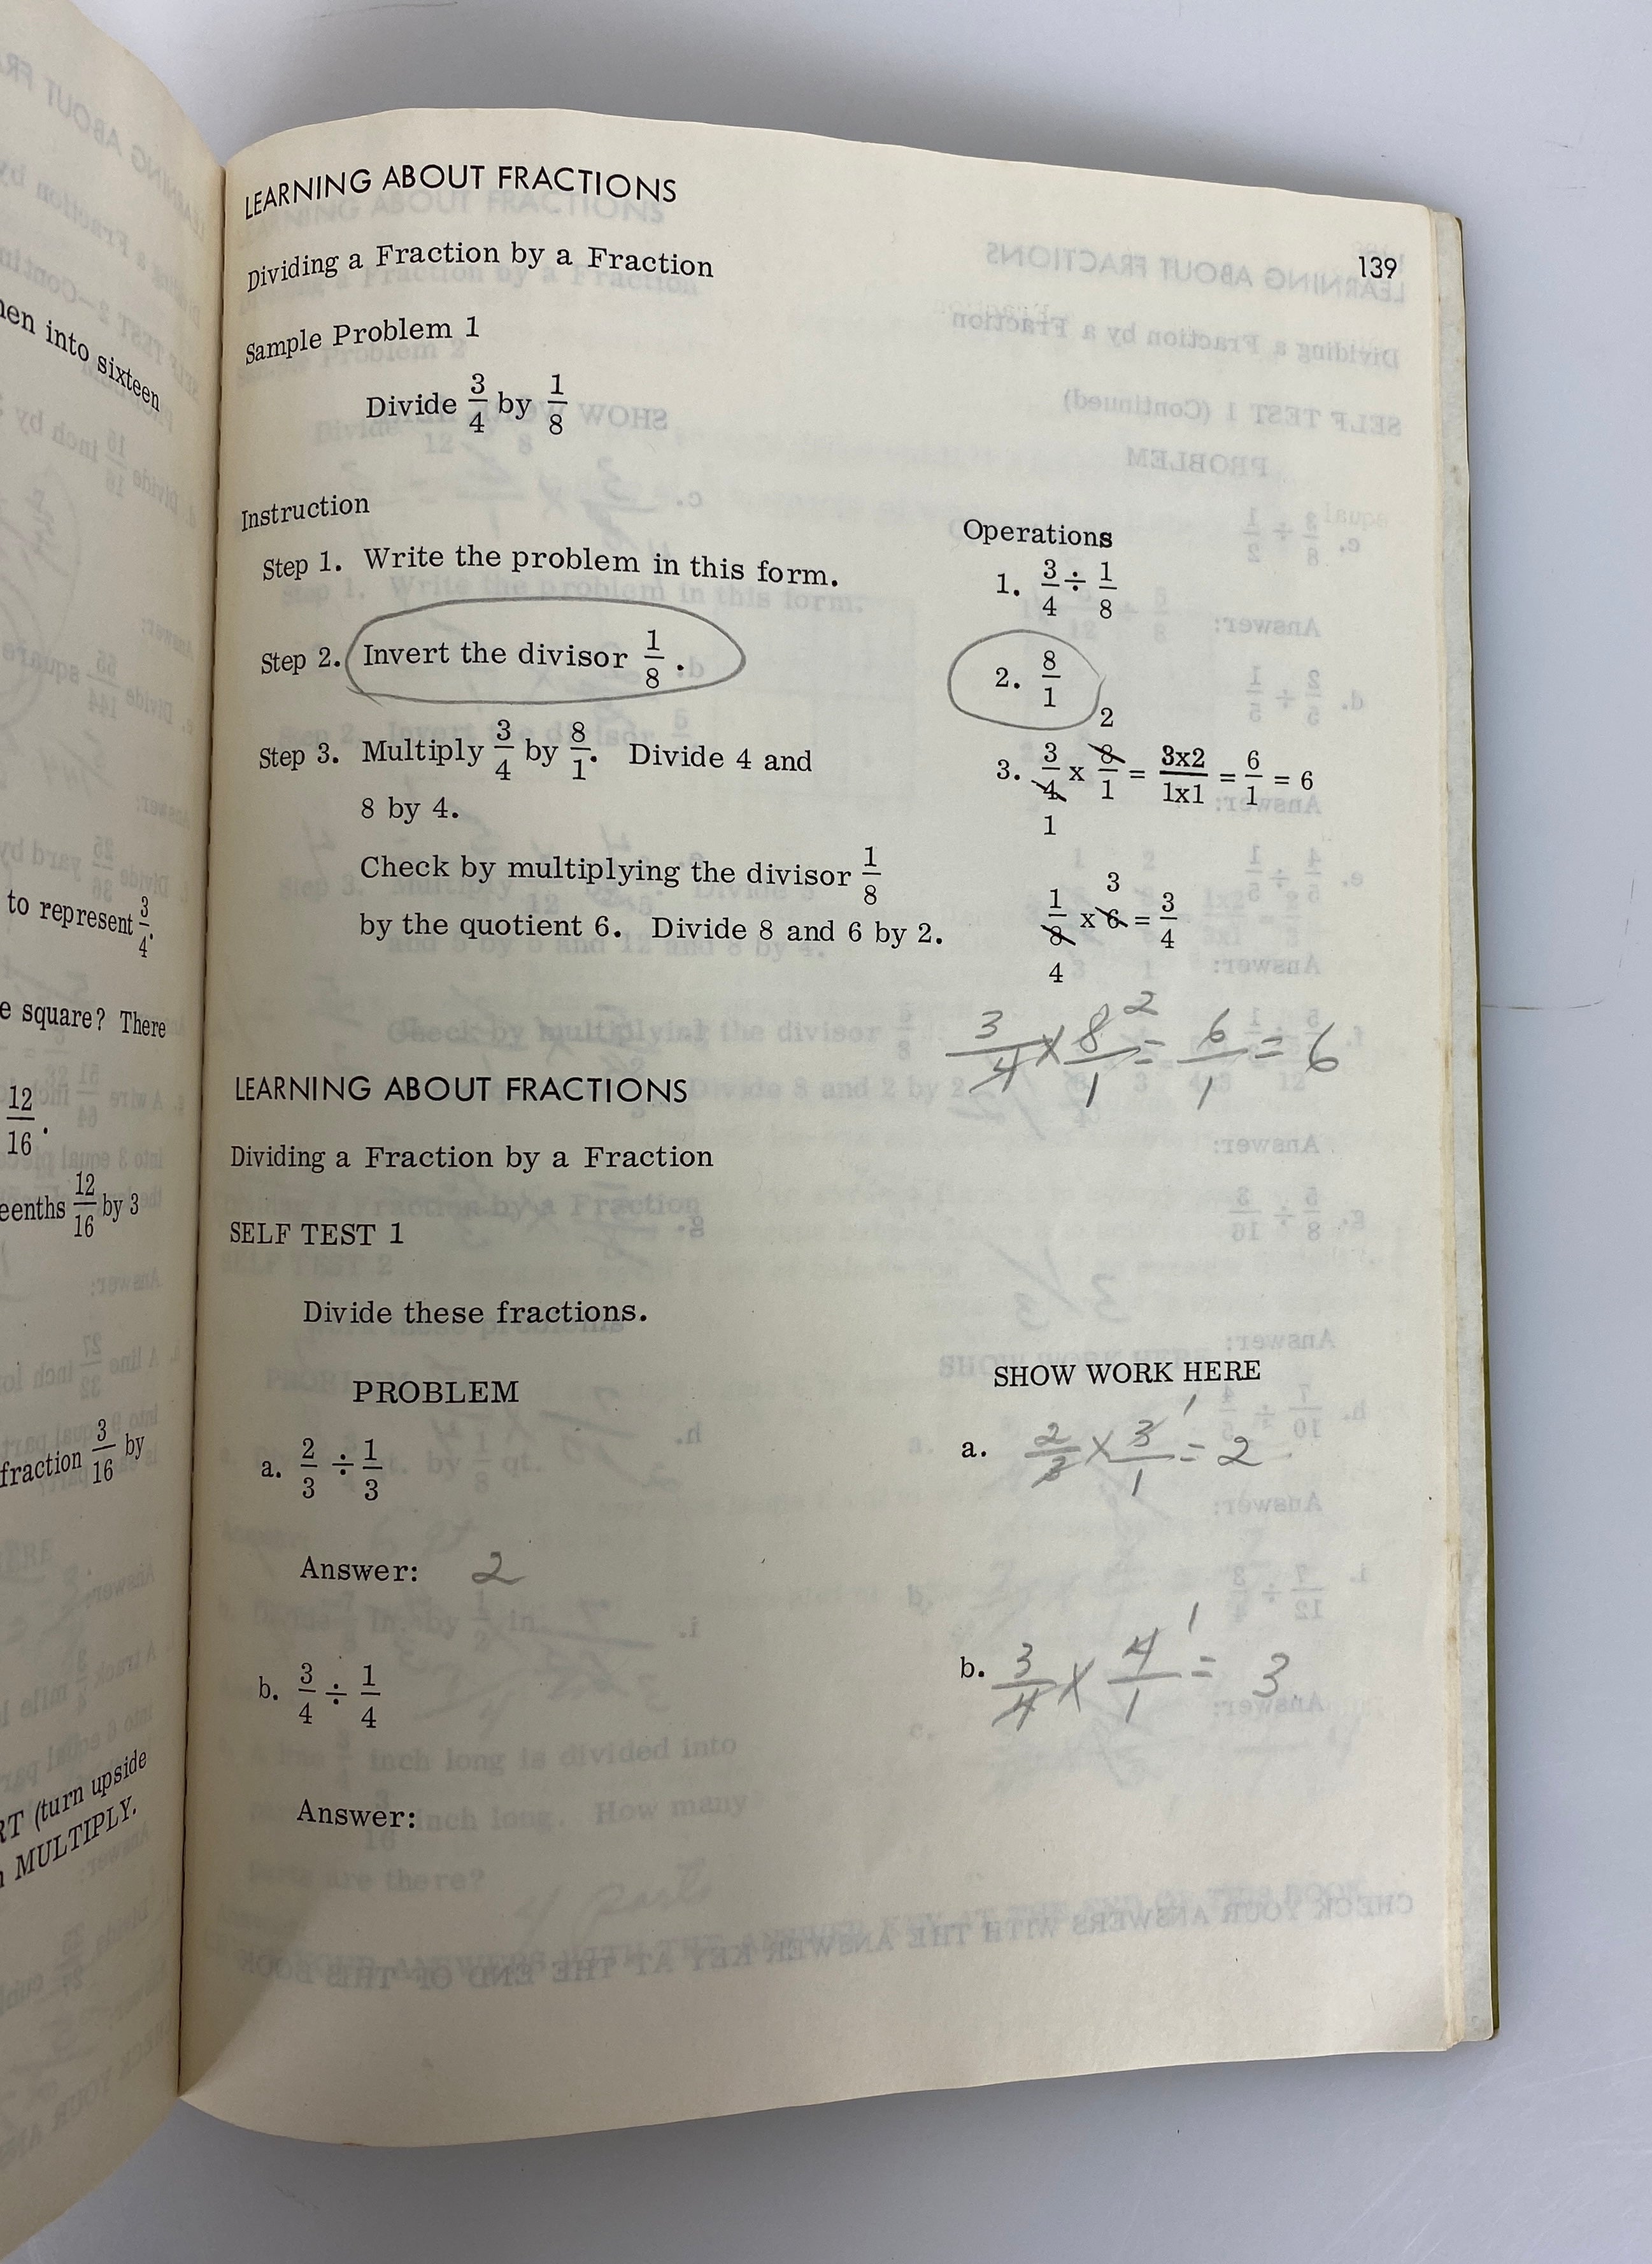 LEARNING ABOUT FRACTIONS
139
Dividing a Fraction by a Fraction
Sample Problem 1
Divide 3/4 by 1/8
Instruction
Operations
Step 1. Write the problem in this form.
1. 3/4 ÷ 1/8
Step 2. Invert the divisor 1/8.
2. 8/1
Step 3. Multiply 3/4 by 8/1. Divide 4 and
8 by 4.
2
3. 3/4 x 8/1 = 3x2/1x1 = 6/1 = 6
1
Check by multiplying the divisor 1/8
by the quotient 6. Divide 8 and 6 by 2.
3
1/8 x 6 = 3/4
4
3/4 x 8/1 2 = 6/1 = 6
LEARNING ABOUT FRACTIONS
Dividing a Fraction by a Fraction
SELF TEST 1
Divide these fractions.
PROBLEM
SHOW WORK HERE
a. 2/3 ÷ 1/3
a. 2/3 x 3/1 1 = 2
Answer: 2
b. 3/4 ÷ 1/4
b. 3/4 x 4/1 1 = 3
Answer:
into sixteen
to represent 3/4.
square? There
12/16.
12/16 by 3
fraction 3/16 by
(turn upside
MULTIPLY.